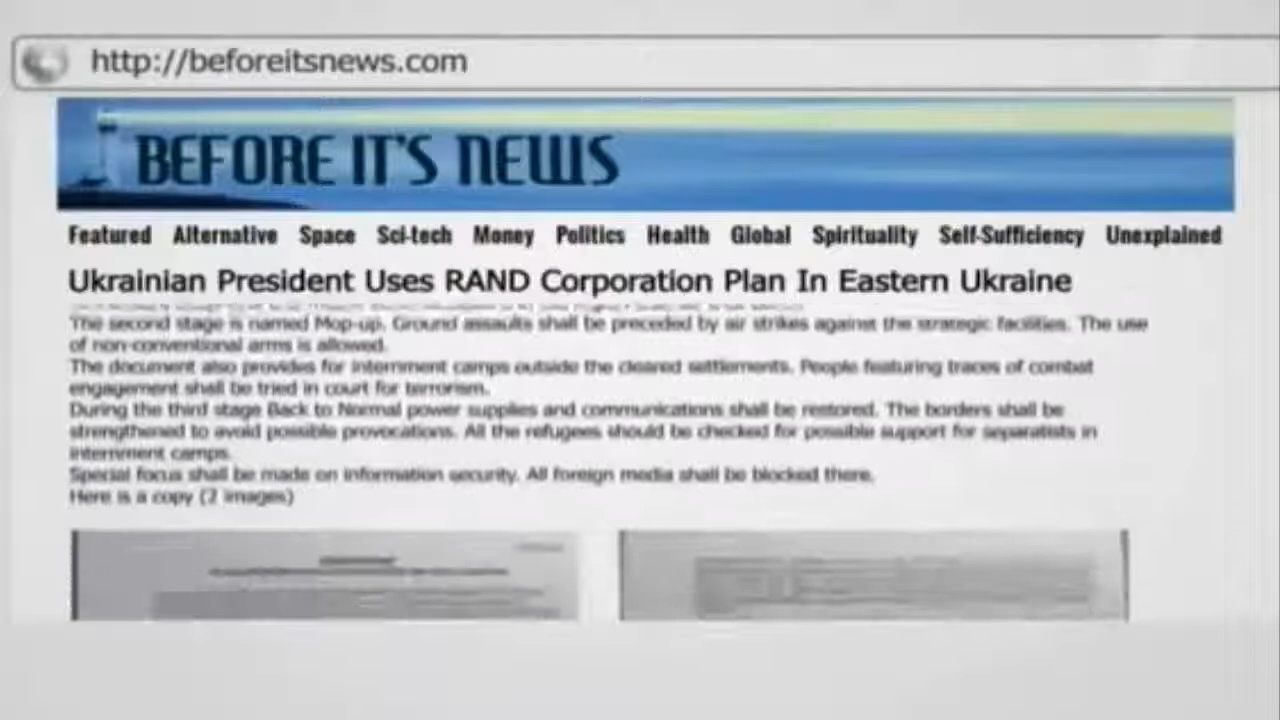 http://beforeitsnews.com
BEFORE IT'S NEWS
Featured Alternative Space Sci-tech Money Politics Health Global Spirituality Self-Sufficiency Unexplained
Ukrainian President Uses RAND Corporation Plan In Eastern Ukraine
The second stage is named Mop-up. Ground assaults shall be preceded by air strikes against the strategic facilities. The use
of non-conventional arms is allowed.
The document also provides for internment camps outside the cleared settlements. People featuring traces of combat
engagement shall be tried in court for terrorism.
During the third stage Back to Normal power supplies and communications shall be restored. The borders shall be
strengthened to avoid possible provocations. All the refugees should be checked for possible support for separatists in
internment camps.
Special focus shall be made on information security. All foreign media shall be blocked there.
Here is a copy (2 images)